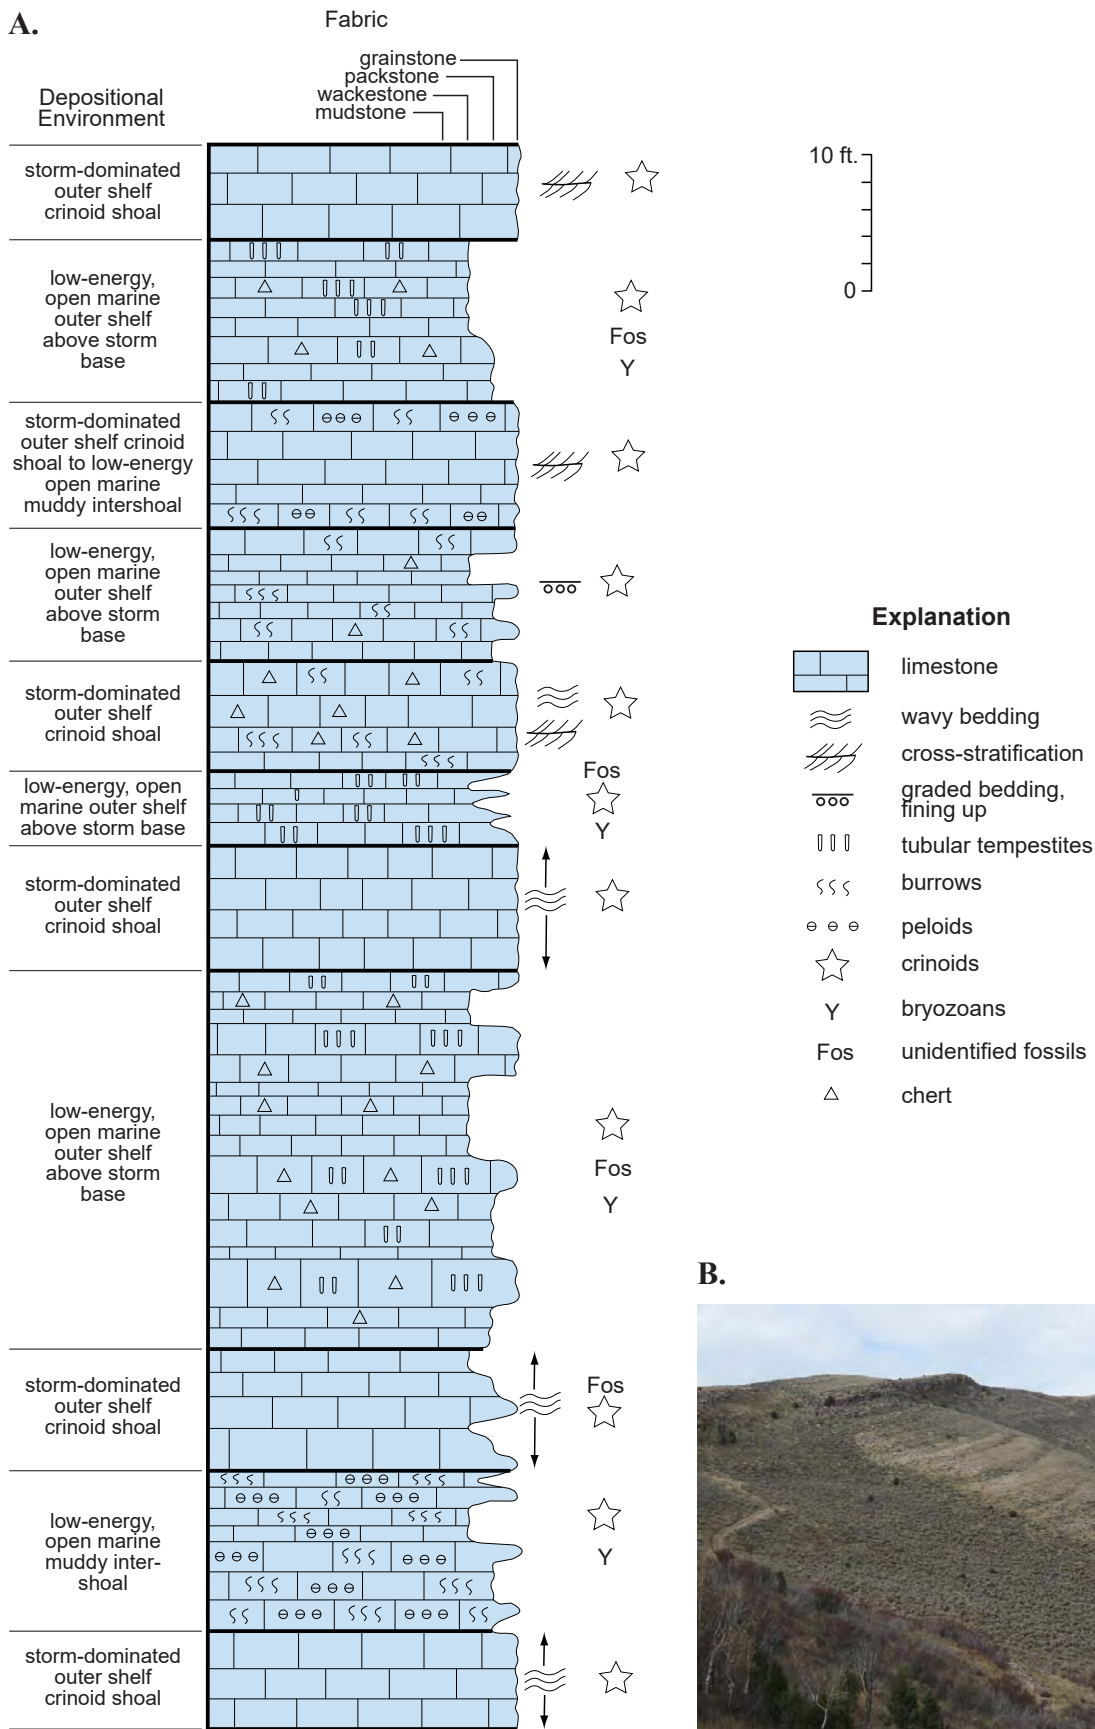 A.
Fabric
grainstone
packstone
wackestone
mudstone
Depositional
Environment
storm-dominated
outer shelf
crinoid shoal
10 ft.
0
low-energy,
open marine
outer shelf
above storm
base
Fos
Y
storm-dominated
outer shelf crinoid
shoal to low-energy
open marine
muddy intershoal
low-energy,
open marine
outer shelf
above storm
base
storm-dominated
outer shelf
crinoid shoal
Fos
Y
low-energy, open
marine outer shelf
above storm base
storm-dominated
outer shelf
crinoid shoal
low-energy,
open marine
outer shelf
above storm
base
Fos
Y
storm-dominated
outer shelf
crinoid shoal
Fos
low-energy,
open marine
muddy inter-
shoal
Y
storm-dominated
outer shelf
crinoid shoal
Explanation
limestone
wavy bedding
cross-stratification
graded bedding,
fining up
tubular tempestites
burrows
peloids
crinoids
Y bryozoans
Fos unidentified fossils
chert
B.